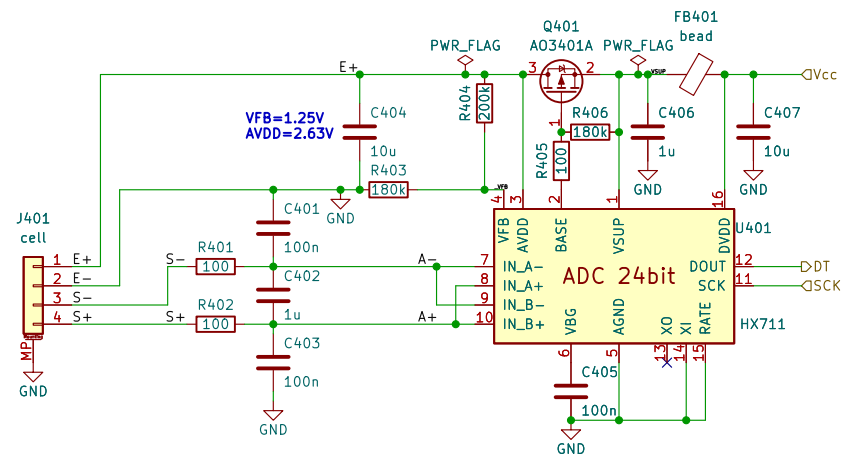 FB401
bead
Q401
AO3401A
PWR_FLAG
PWR_FLAG
E+
3
2
VSUP
Vcc
R404
200k
VFB=1.25V
AVDD=2.63V
C404
10u
1
R406
180k
C406
1u
C407
10u
R405
100
GND
GND
R403
180k
_VFB
GND
4
3
2
1
16
J401
cell
C401
100n
VFB
AVDD
BASE
VSUP
DVDD
U401
1
E+
S-
R401
100
A-
7
IN_A-
DOUT
12
DT
2
E-
C402
1u
8
IN_A+
ADC 24bit
SCK
11
SCK
3
S-
9
IN_B-
4
S+
S+
R402
100
A+
10
IN_B+
VBG
AGND
XO
XI
RATE
HX711
MP
C403
100n
6
5
13
14
15
GND
C405
100n
GND
GND